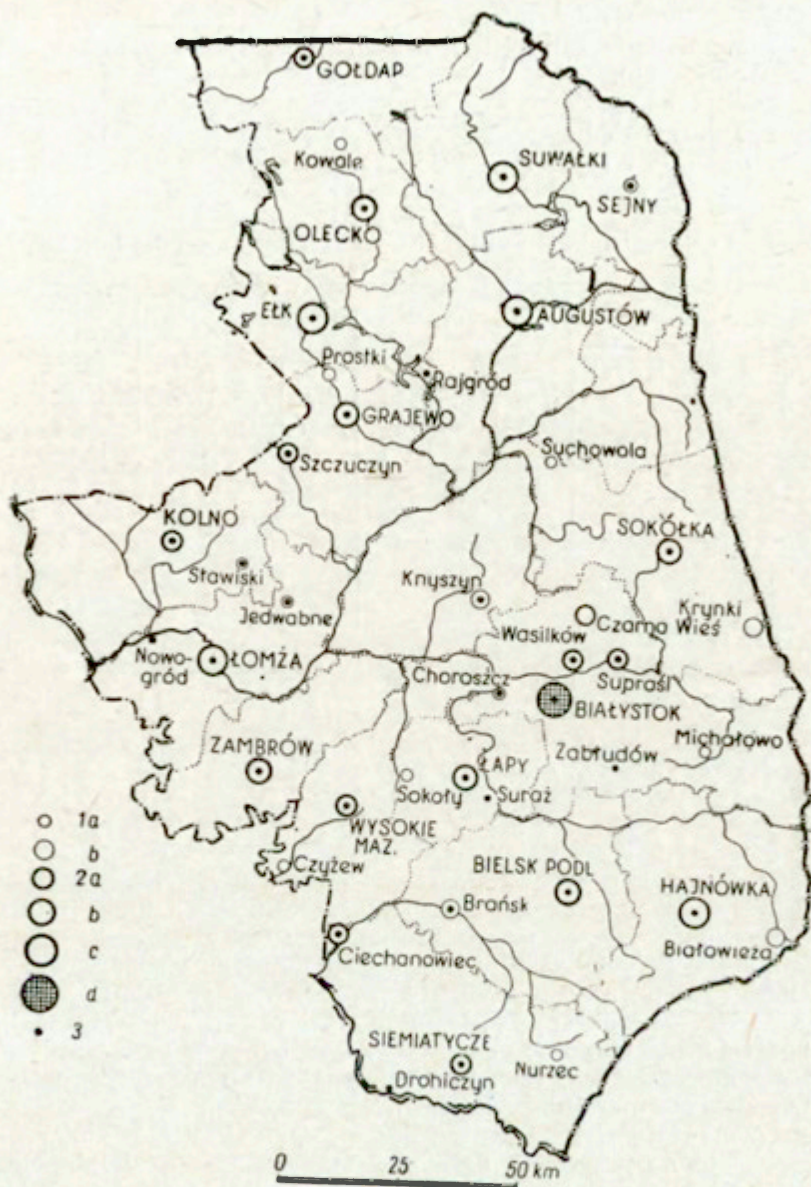 GOŁDAP
Kowale
SUWAŁKI
SEJNY
OLECKO
EŁK
AUGUSTÓW
Prostki
Rajgród
GRAJEWO
Szczuczyn
Suchowola
KOLNO
SOKÓŁKA
Stawiski
Jedwabne
Knyszyn
Krynki
Czarna Wieś
Wasilków
Nowo-
gród
ŁOMŻA
Choroszcz
Supraśl
BIAŁYSTOK
Michałowo
ZAMBRÓW
Zabłudów
ŁAPY
Sokoły
Suraż
WYSOKIE
MAZ.
Czyżew
BIELSK PODL
HAJNÓWKA
Brańsk
Białowieża
Ciechanowiec
SIEMIATYCZE
Drohiczyn
Nurzec
1a
b
2a
b
c
d
3
0 25 50 km